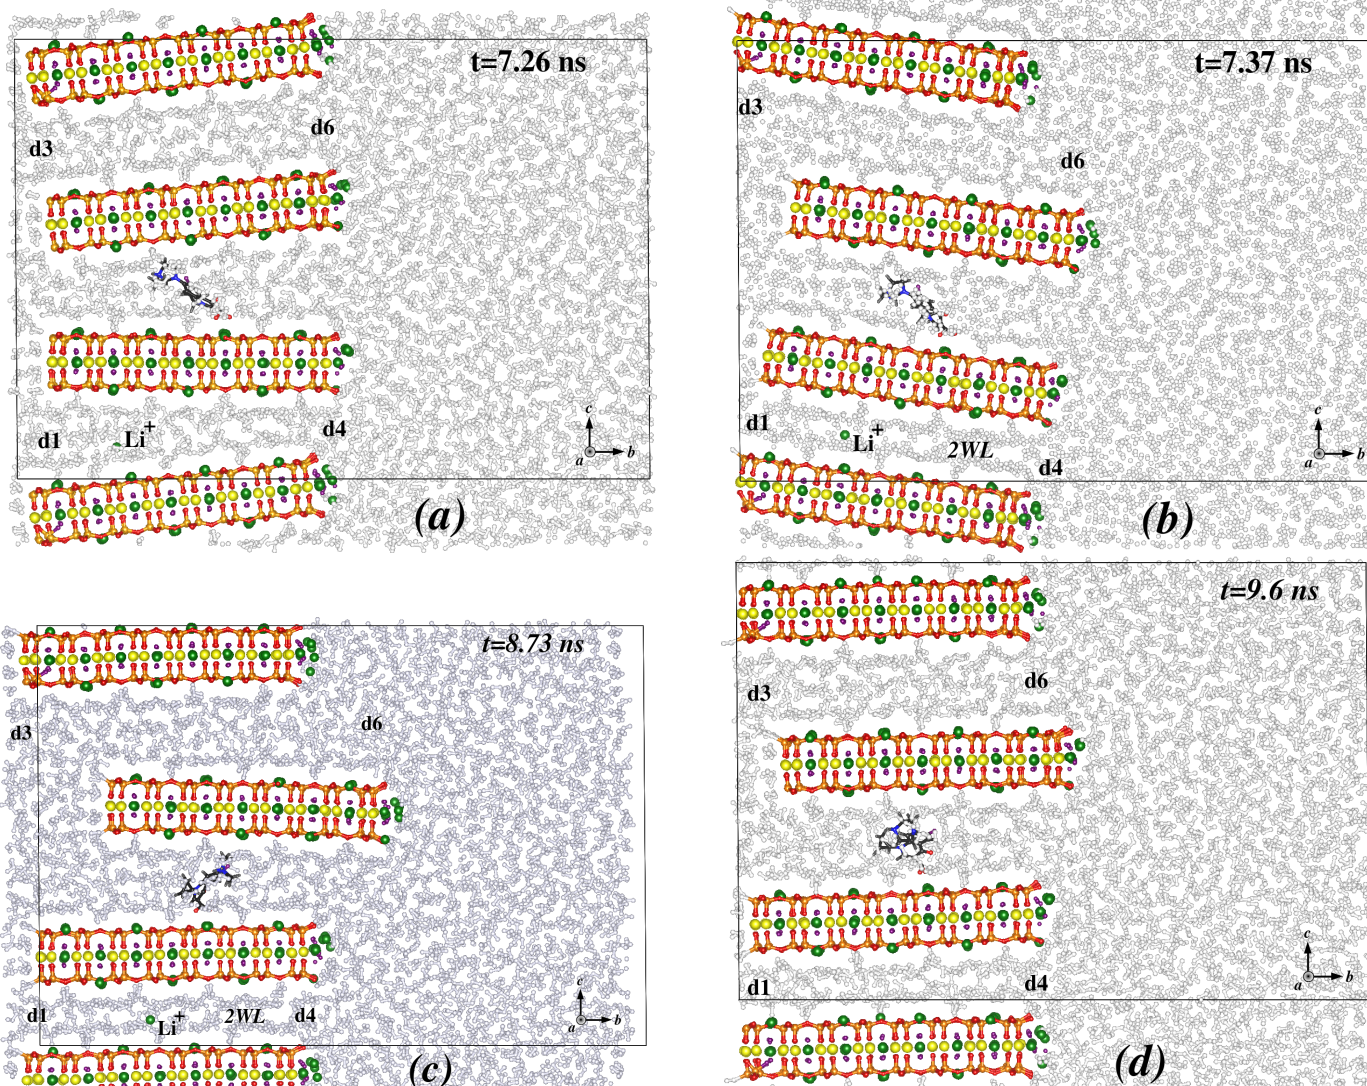 t=7.26 ns
d6
d3
d1
Li+
d4
c
a
b
(a)
t=7.37 ns
d3
d6
d1
Li+
2WL
d4
c
a
b
(b)
t=8.73 ns
d3
d6
d1
Li+
2WL
d4
c
a
b
(c)
t=9.6 ns
d6
d3
d1
d4
c
a
b
(d)